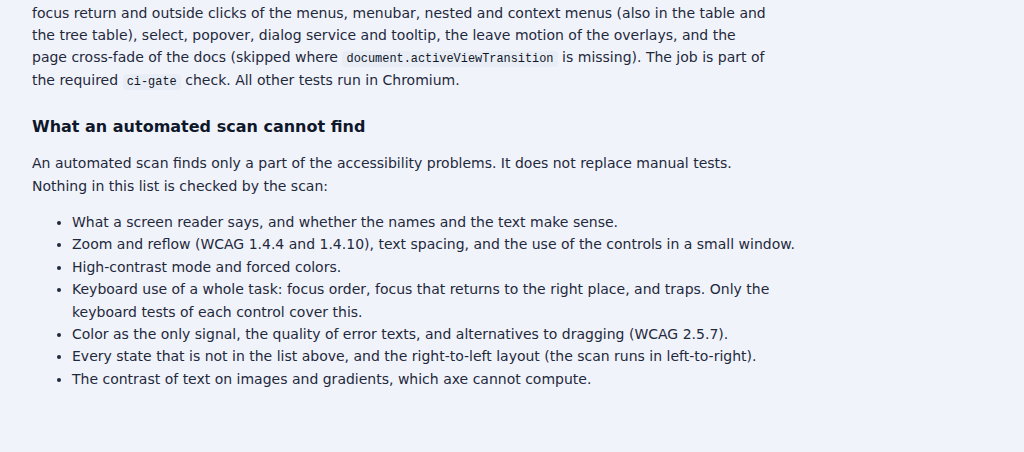 focus return and outside clicks of the menus, menubar, nested and context menus (also in the table and
the tree table), select, popover, dialog service and tooltip, the leave motion of the overlays, and the
page cross-fade of the docs (skipped where document.activeViewTransition is missing). The job is part of
the required ci-gate check. All other tests run in Chromium.
What an automated scan cannot find
An automated scan finds only a part of the accessibility problems. It does not replace manual tests.
Nothing in this list is checked by the scan:
• What a screen reader says, and whether the names and the text make sense.
• Zoom and reflow (WCAG 1.4.4 and 1.4.10), text spacing, and the use of the controls in a small window.
• High-contrast mode and forced colors.
• Keyboard use of a whole task: focus order, focus that returns to the right place, and traps. Only the
keyboard tests of each control cover this.
• Color as the only signal, the quality of error texts, and alternatives to dragging (WCAG 2.5.7).
• Every state that is not in the list above, and the right-to-left layout (the scan runs in left-to-right).
• The contrast of text on images and gradients, which axe cannot compute.